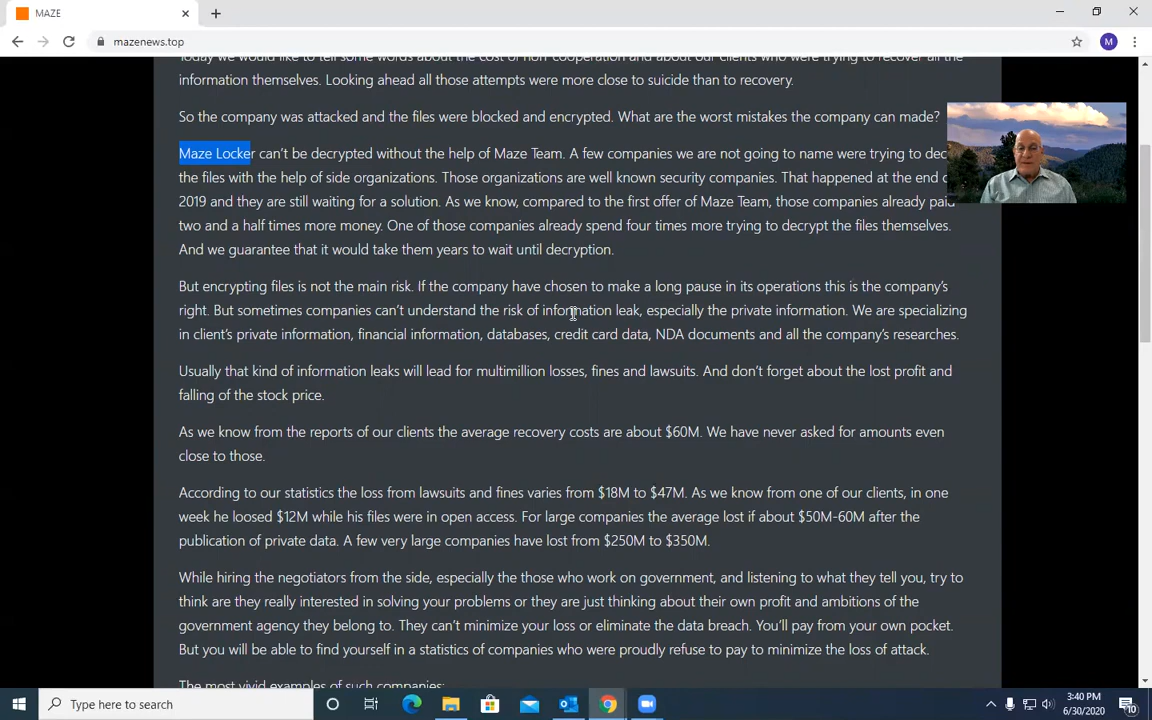 MAZE
mazenews.top
M
Today we would like to tell some words about the cost of non-cooperation and about our clients who were trying to recover all the
information themselves. Looking ahead all those attempts were more close to suicide than to recovery.
So the company was attacked and the files were blocked and encrypted. What are the worst mistakes the company can made?
Maze Locker can't be decrypted without the help of Maze Team. A few companies we are not going to name were trying to
the files with the help of side organizations. Those organizations are well known security companies. That happened at the end
2019 and they are still waiting for a solution. As we know, compared to the first offer of Maze Team, those companies already paid
two and a half times more money. One of those companies already spend four times more trying to decrypt the files themselves.
And we guarantee that it would take them years to wait until decryption.
But encrypting files is not the main risk. If the company have chosen to make a long pause in its operations this is the company's
right. But sometimes companies can't understand the risk of information leak, especially the private information. We are specializing
in client's private information, financial information, databases, credit card data, NDA documents and all the company's researches.
Usually that kind of information leaks will lead for multimillion losses, fines and lawsuits. And don't forget about the lost profit and
falling of the stock price.
As we know from the reports of our clients the average recovery costs are about $60M. We have never asked for amounts even
close to those.
According to our statistics the loss from lawsuits and fines varies from $18M to $47M. As we know from one of our clients, in one
week he loosed $12M while his files were in open access. For large companies the average lost if about $50M-60M after the
publication of private data. A few very large companies have lost from $250M to $350M.
While hiring the negotiators from the side, especially the those who work on government, and listening to what they tell you, try to
think are they really interested in solving your problems or they are just thinking about their own profit and ambitions of the
government agency they belong to. They can't minimize your loss or eliminate the data breach. You'll pay from your own pocket.
But you will be able to find yourself in a statistics of companies who were proudly refuse to pay to minimize the loss of attack.
The most vivid examples of such companies:
Type here to search
3:40 PM
6/30/2020
10